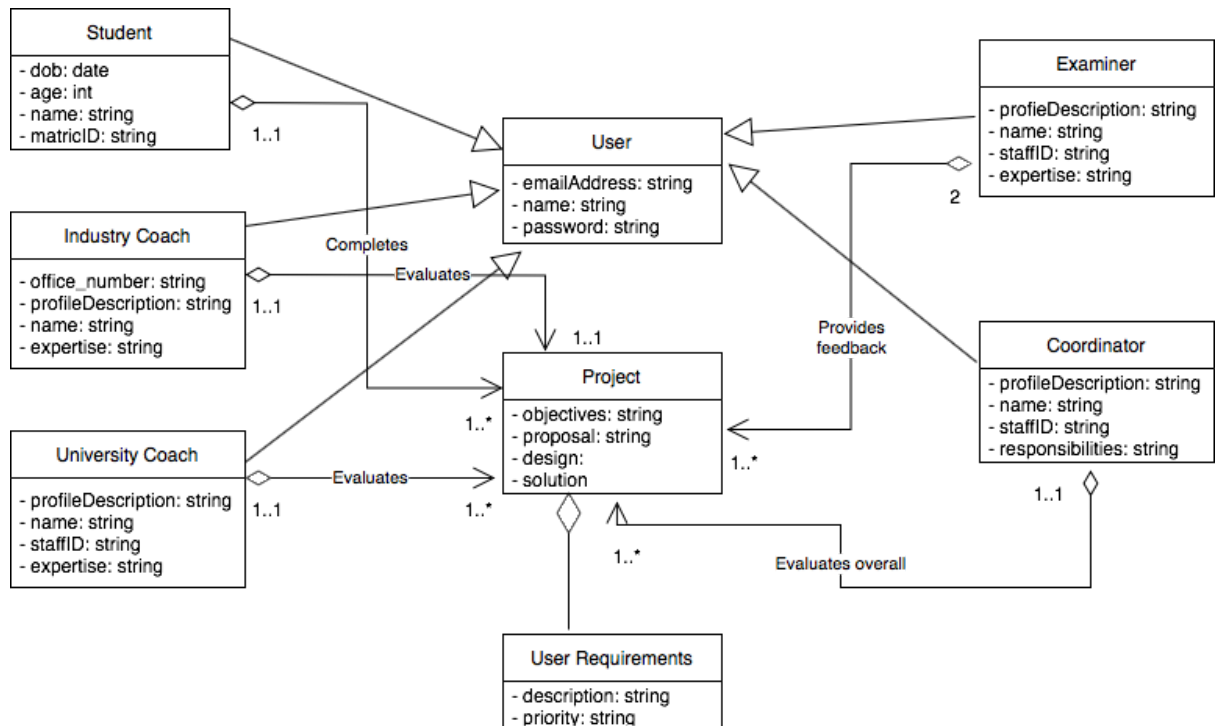 Student
- dob: date
- age: int
- name: string
- matricID: string
1..1
Industry Coach
- office_number: string
- profileDescription: string
- name: string
- expertise: string
1..1
University Coach
- profileDescription: string
- name: string
- staffID: string
- expertise: string
1..1
User
- emailAddress: string
- name: string
- password: string
Completes
Evaluates
1..1
Project
- objectives: string
- proposal: string
- design:
- solution
1..*
Evaluates
1..*
1..*
1..*
User Requirements
- description: string
- priority: string
Examiner
- profieDescription: string
- name: string
- staffID: string
- expertise: string
2
Provides
feedback
Coordinator
- profileDescription: string
- name: string
- staffID: string
- responsibilities: string
1..1
Evaluates overall